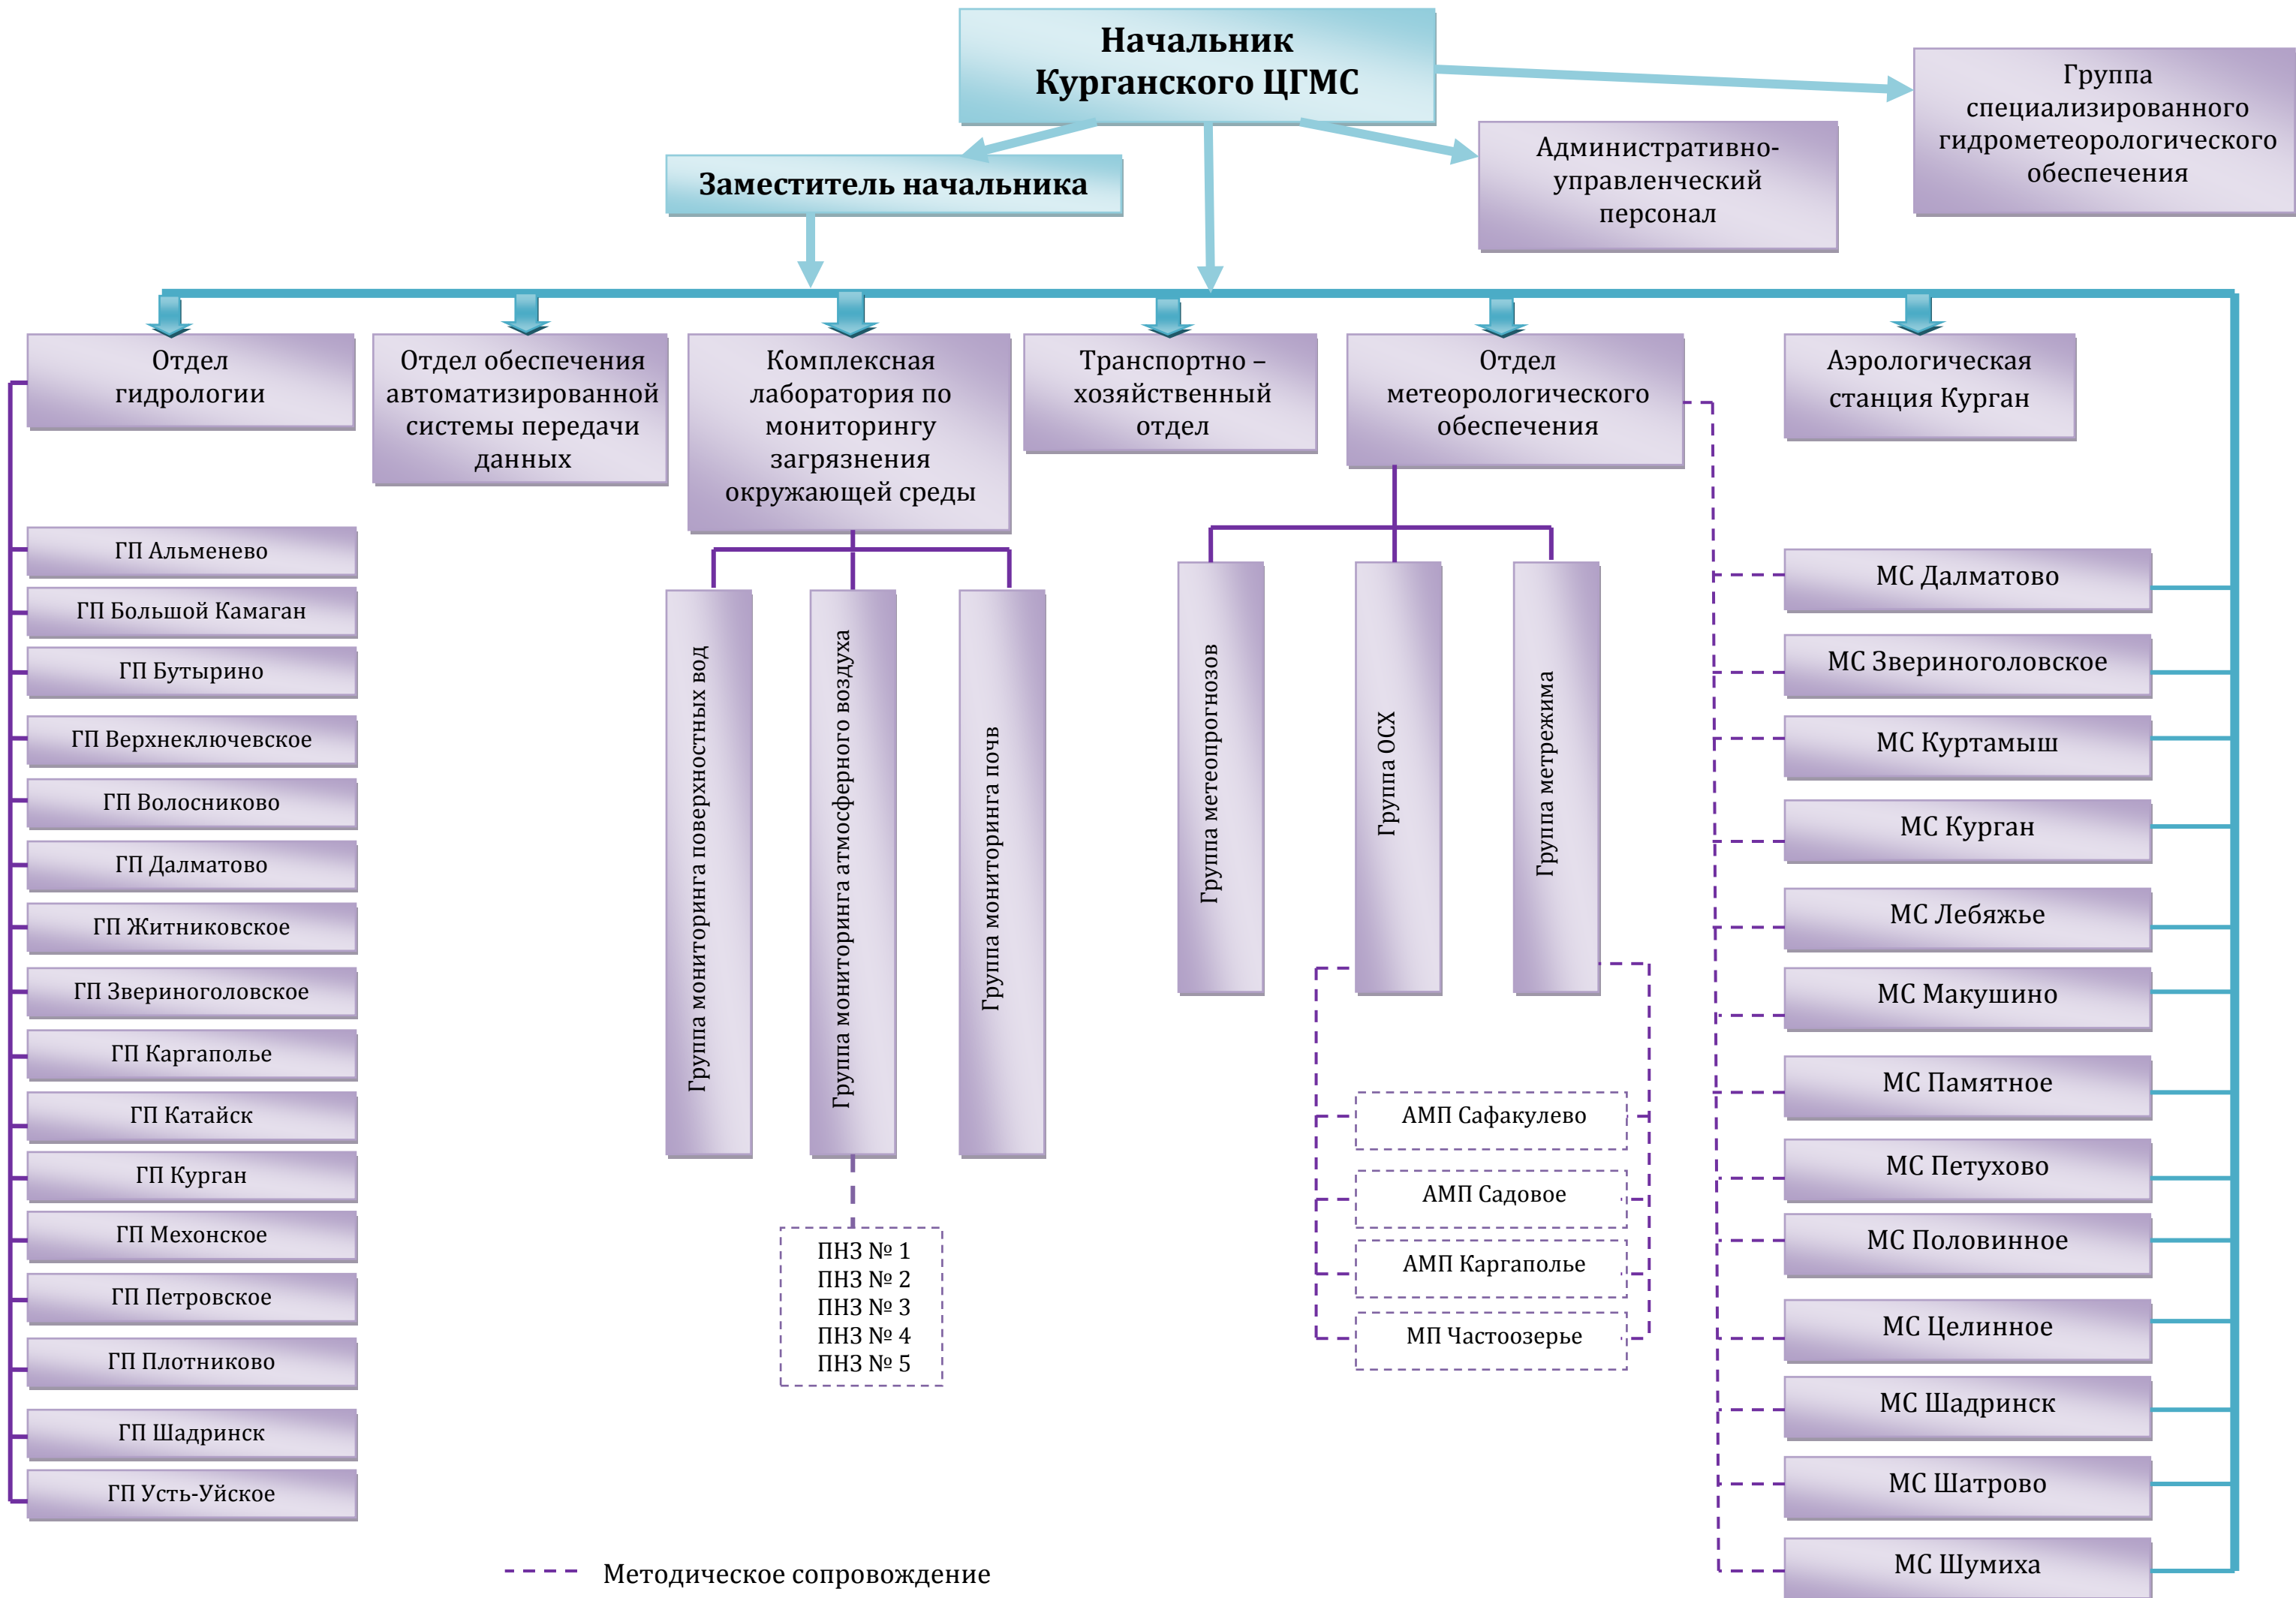 Начальник
Курганского ЦГМС
Группа
специализированного
гидрометеорологического
обеспечения
Административно-
управленческий
персонал
Заместитель начальника
Отдел
гидрологии
Отдел обеспечения
автоматизированной
системы передачи
данных
Комплексная
лаборатория по
мониторингу
загрязнения
окружающей среды
Транспортно –
хозяйственный
отдел
Отдел
метеорологического
обеспечения
Аэрологическая
станция Курган
ГП Альменево
ГП Большой Камаган
ГП Бутырино
ГП Верхнеключевское
ГП Волосниково
ГП Далматово
ГП Житниковское
ГП Звериноголовское
ГП Каргаполье
ГП Катайск
ГП Курган
ГП Мехонское
ГП Петровское
ГП Плотниково
ГП Шадринск
ГП Усть-Уйское
Группа мониторинга поверхностных вод
Группа мониторинга атмосферного воздуха
Группа мониторинга почв
ПНЗ № 1
ПНЗ № 2
ПНЗ № 3
ПНЗ № 4
ПНЗ № 5
Группа метеопрогнозов
Группа ОСХ
Группа метрежима
АМП Сафакулево
АМП Садовое
АМП Каргаполье
МП Частоозерье
МС Далматово
МС Звериноголовское
МС Куртамыш
МС Курган
МС Лебяжье
МС Макушино
МС Памятное
МС Петухово
МС Половинное
МС Целинное
МС Шадринск
МС Шатрово
МС Шумиха
Методическое сопровождение